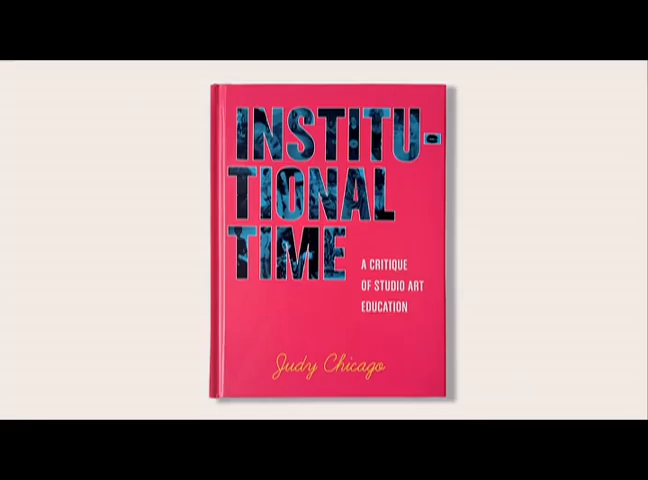 INSTITU-
TIONAL
TIME
A CRITIQUE
OF STUDIO ART
EDUCATION
Judy Chicago